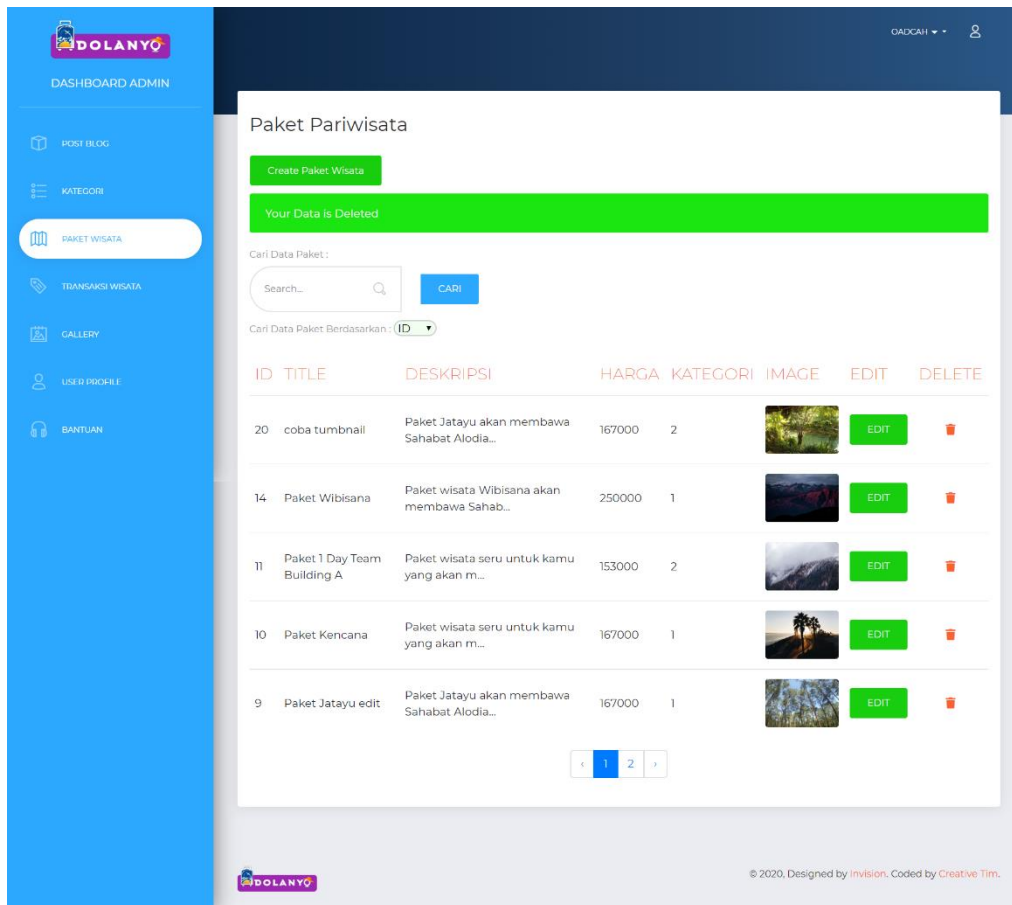 DOLANYO
OADCAH
DASHBOARD ADMIN
POST BLOG
KATEGORI
PAKET WISATA
TRANSAKSI WISATA
GALLERY
USER PROFILE
BANTUAN
Paket Pariwisata
Create Paket Wisata
Your Data is Deleted
Cari Data Paket :
Search... CARI
Cari Data Paket Berdasarkan : ID
ID TITLE DESKRIPSI HARGA KATEGORI IMAGE EDIT DELETE
20 coba tumbnail Paket Jatayu akan membawa Sahabat Alodia... 167000 2 EDIT
14 Paket Wibisana Paket wisata Wibisana akan membawa Sahab... 250000 1 EDIT
11 Paket 1 Day Team Building A Paket wisata seru untuk kamu yang akan m... 153000 2 EDIT
10 Paket Kencana Paket wisata seru untuk kamu yang akan m... 167000 1 EDIT
9 Paket Jatayu edit Paket Jatayu akan membawa Sahabat Alodia... 167000 1 EDIT
‹ 1 2 ›
DOLANYO
© 2020, Designed by Invision. Coded by Creative Tim.